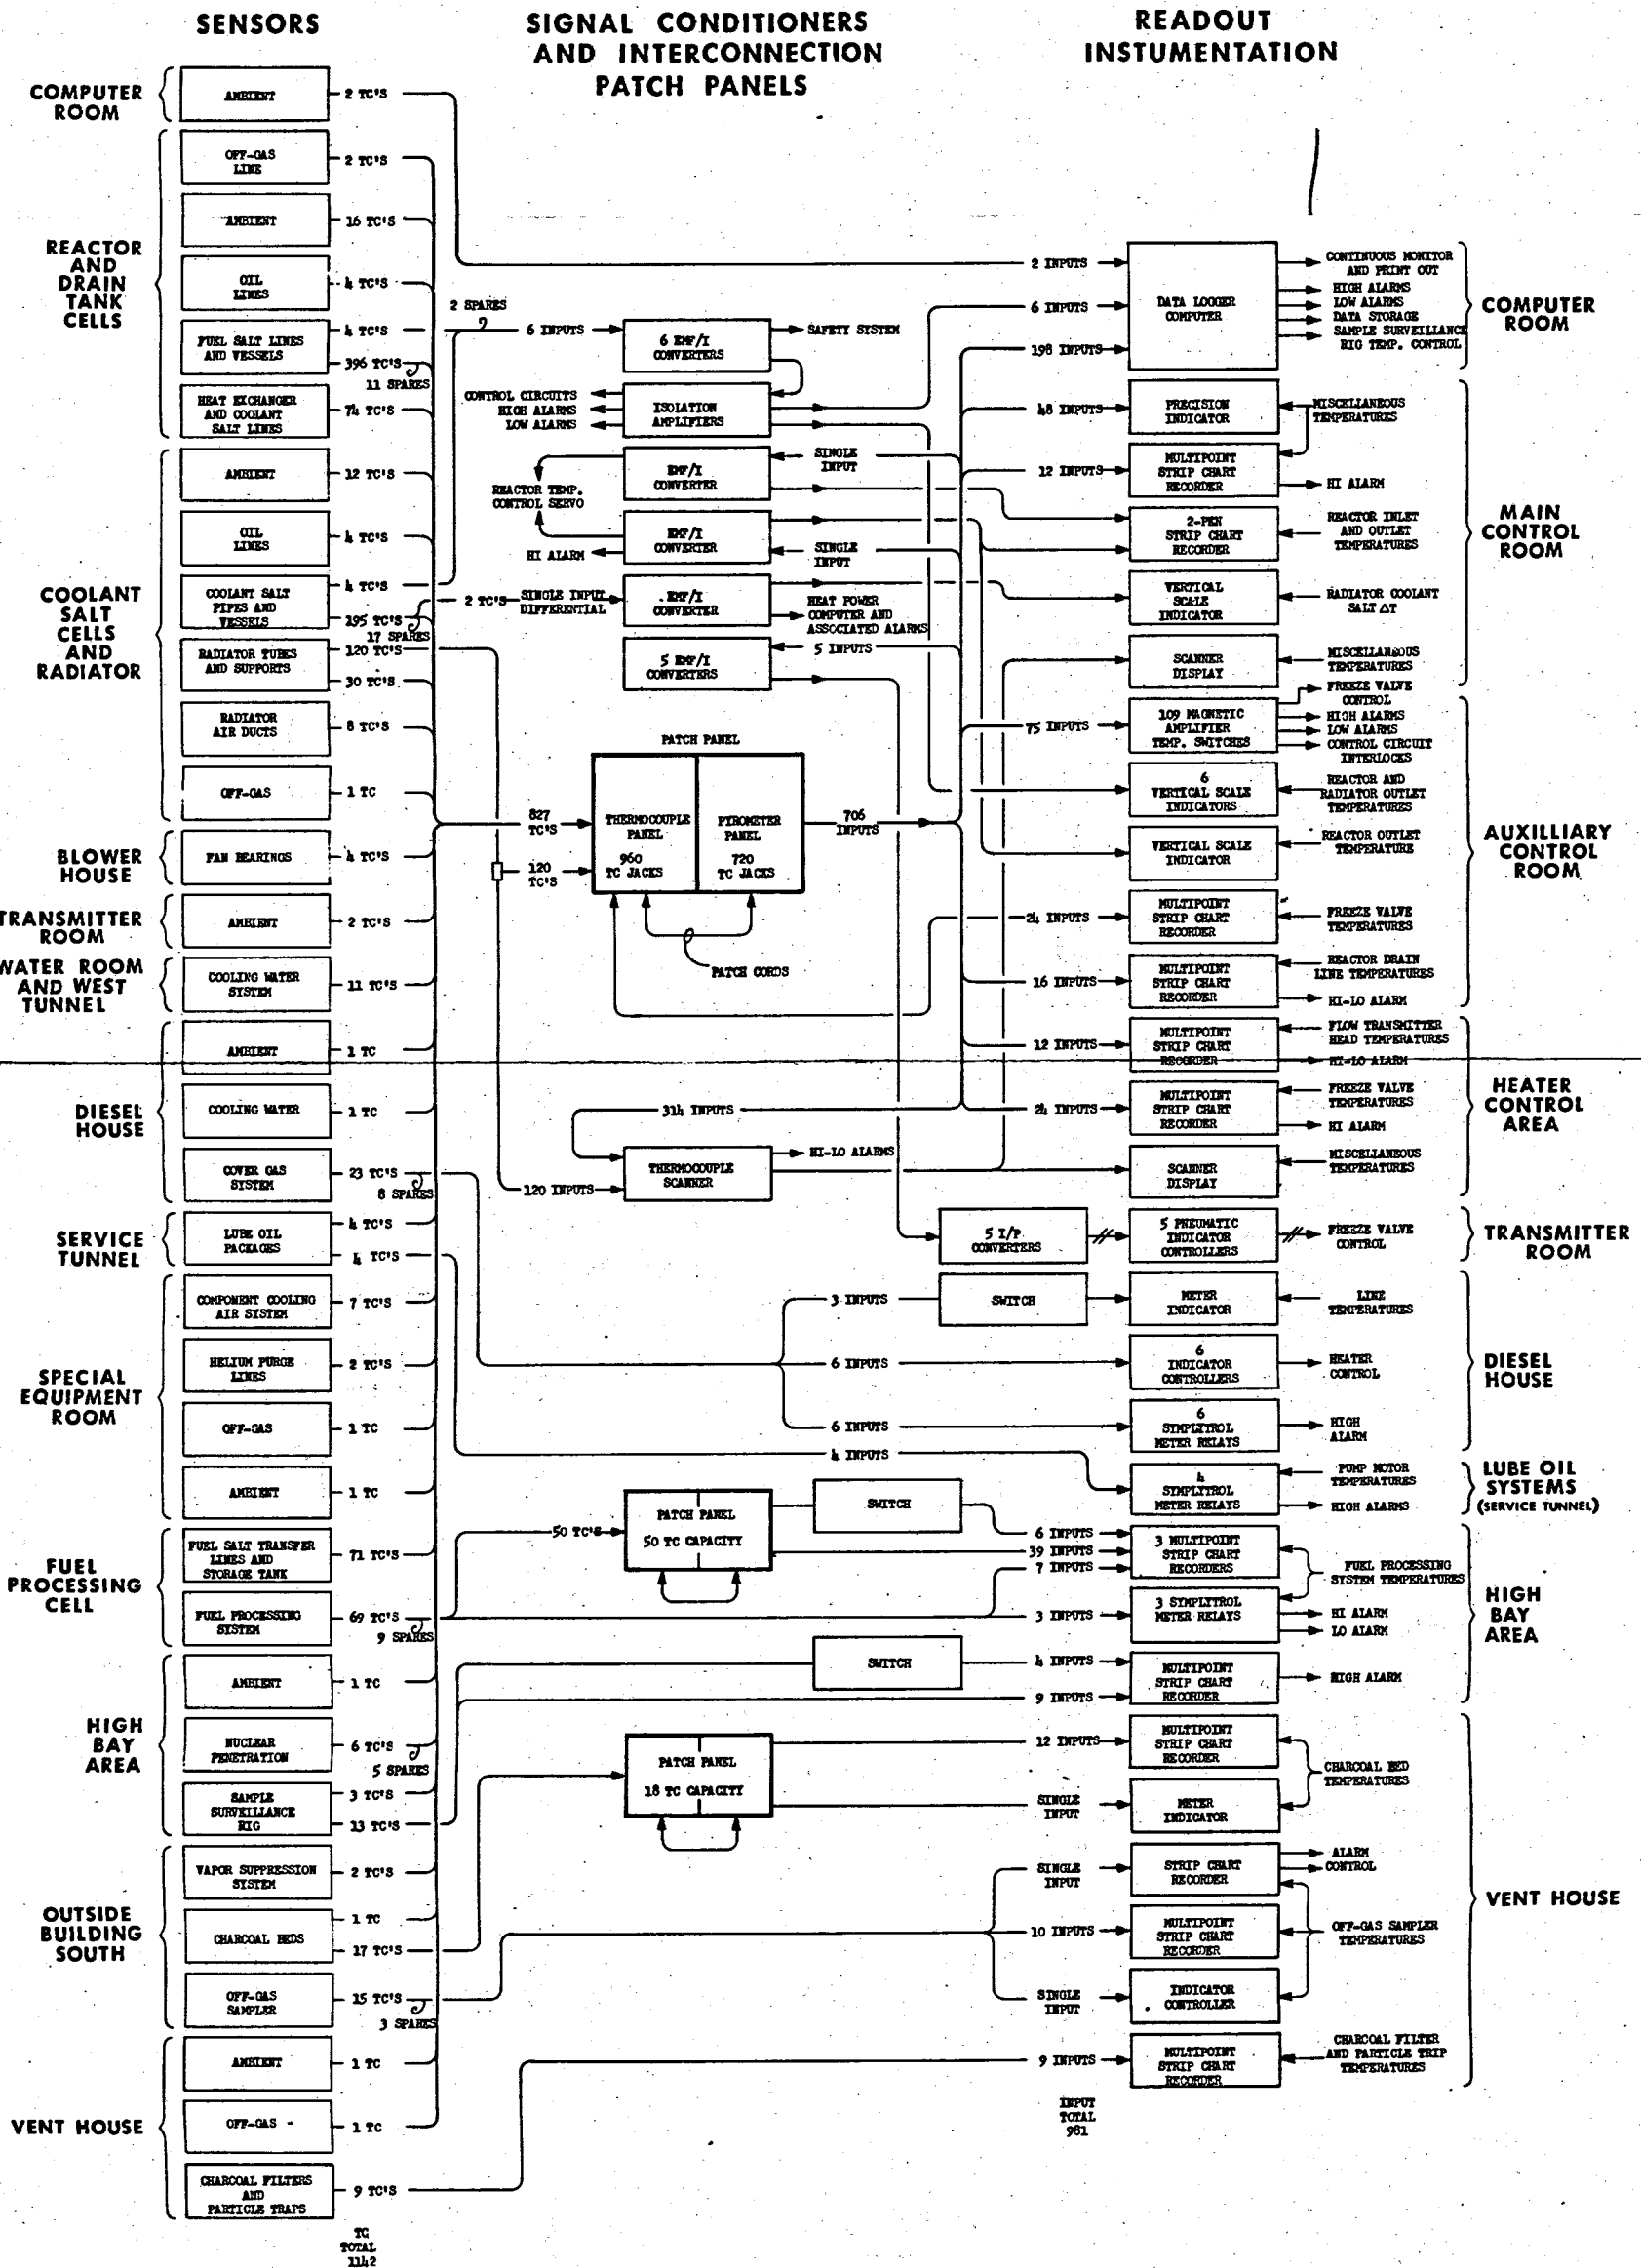 SENSORS
SIGNAL CONDITIONERS
AND INTERCONNECTION
PATCH PANELS
READOUT
INSTUMENTATION
COMPUTER
ROOM
AMBIENT
2 TC'S
REACTOR
AND
DRAIN
TANK
CELLS
OFF-GAS
LINE
2 TC'S
AMBIENT
16 TC'S
OIL
LINES
4 TC'S
FUEL SALT LINES
AND VESSELS
4 TC'S
396 TC'S
11 SPARES
HEAT EXCHANGER
AND COOLANT
SALT LINES
74 TC'S
COOLANT
SALT
CELLS
AND
RADIATOR
AMBIENT
12 TC'S
OIL
LINES
4 TC'S
COOLANT SALT
PIPES AND
VESSELS
4 TC'S
195 TC'S
17 SPARES
RADIATOR TUBES
AND SUPPORTS
120 TC'S
30 TC'S
RADIATOR
AIR DUCTS
8 TC'S
OFF-GAS
1 TC
BLOWER
HOUSE
FAN BEARINGS
4 TC'S
TRANSMITTER
ROOM
AMBIENT
2 TC'S
WATER ROOM
AND WEST
TUNNEL
COOLING WATER
SYSTEM
11 TC'S
DIESEL
HOUSE
AMBIENT
1 TC
COOLING WATER
1 TC
COVER GAS
SYSTEM
23 TC'S
8 SPARES
SERVICE
TUNNEL
LUBE OIL
PACKAGES
4 TC'S
4 TC'S
SPECIAL
EQUIPMENT
ROOM
COMPONENT COOLING
AIR SYSTEM
7 TC'S
HELIUM PURGE
LINES
2 TC'S
OFF-GAS
1 TC
AMBIENT
1 TC
FUEL
PROCESSING
CELL
FUEL SALT TRANSFER
LINES AND
STORAGE TANK
71 TC'S
FUEL PROCESSING
SYSTEM
69 TC'S
9 SPARES
HIGH
BAY
AREA
AMBIENT
1 TC
NUCLEAR
PENETRATION
6 TC'S
5 SPARES
SAMPLE
SURVEILLANCE
RIG
3 TC'S
13 TC'S
OUTSIDE
BUILDING
SOUTH
VAPOR SUPPRESSION
SYSTEM
2 TC'S
CHARCOAL BEDS
1 TC
17 TC'S
OFF-GAS
SAMPLER
15 TC'S
3 SPARES
VENT HOUSE
AMBIENT
1 TC
OFF-GAS -
1 TC
CHARCOAL FILTERS
AND
PARTICLE TRAPS
9 TC'S
TC
TOTAL
1142
2 SPARES
6 INPUTS
6 EMF/I
CONVERTERS
SAFETY SYSTEM
CONTROL CIRCUITS
HIGH ALARMS
LOW ALARMS
ISOLATION
AMPLIFIERS
EMF/I
CONVERTER
SINGLE
INPUT
REACTOR TEMP.
CONTROL SERVO
EMF/I
CONVERTER
HI ALARM
SINGLE
INPUT
2 TC'S
SINGLE INPUT
DIFFERENTIAL
EMF/I
CONVERTER
HEAT POWER
COMPUTER AND
ASSOCIATED ALARMS
5 EMF/I
CONVERTERS
5 INPUTS
PATCH PANEL
827
TC'S
120
TC'S
THERMOCOUPLE
PANEL
960
TC JACKS
PYROMETER
PANEL
720
TC JACKS
706
INPUTS
PATCH CORDS
314 INPUTS
120 INPUTS
THERMOCOUPLE
SCANNER
HI-LO ALARMS
5 I/P
CONVERTERS
3 INPUTS
SWITCH
6 INPUTS
6 INPUTS
4 INPUTS
50 TC'S
PATCH PANEL
50 TC CAPACITY
SWITCH
SWITCH
PATCH PANEL
18 TC CAPACITY
2 INPUTS
6 INPUTS
198 INPUTS
DATA LOGGER
COMPUTER
CONTINUOUS MONITOR
AND PRINT OUT
HIGH ALARMS
LOW ALARMS
DATA STORAGE
SAMPLE SURVEILLANCE
RIG TEMP. CONTROL
COMPUTER
ROOM
48 INPUTS
PRECISION
INDICATOR
MISCELLANEOUS
TEMPERATURES
12 INPUTS
MULTIPOINT
STRIP CHART
RECORDER
HI ALARM
2-PEN
STRIP CHART
RECORDER
REACTOR INLET
AND OUTLET
TEMPERATURES
VERTICAL
SCALE
INDICATOR
RADIATOR COOLANT
SALT ΔT
SCANNER
DISPLAY
MISCELLANEOUS
TEMPERATURES
MAIN
CONTROL
ROOM
75 INPUTS
109 MAGNETIC
AMPLIFIER
TEMP. SWITCHES
FREEZE VALVE
CONTROL
HIGH ALARMS
LOW ALARMS
CONTROL CIRCUIT
INTERLOCKS
6
VERTICAL SCALE
INDICATORS
REACTOR AND
RADIATOR OUTLET
TEMPERATURES
VERTICAL SCALE
INDICATOR
REACTOR OUTLET
TEMPERATURE
24 INPUTS
MULTIPOINT
STRIP CHART
RECORDER
FREEZE VALVE
TEMPERATURES
16 INPUTS
MULTIPOINT
STRIP CHART
RECORDER
REACTOR DRAIN
LINE TEMPERATURES
HI-LO ALARM
AUXILLIARY
CONTROL
ROOM
12 INPUTS
MULTIPOINT
STRIP CHART
RECORDER
FLOW TRANSMITTER
HEAD TEMPERATURES
HI-LO ALARM
24 INPUTS
MULTIPOINT
STRIP CHART
RECORDER
FREEZE VALVE
TEMPERATURES
HI ALARM
SCANNER
DISPLAY
MISCELLANEOUS
TEMPERATURES
HEATER
CONTROL
AREA
5 PNEUMATIC
INDICATOR
CONTROLLERS
FREEZE VALVE
CONTROL
TRANSMITTER
ROOM
METER
INDICATOR
LINE
TEMPERATURES
6
INDICATOR
CONTROLLERS
HEATER
CONTROL
6
SIMPLYTROL
METER RELAYS
HIGH
ALARM
DIESEL
HOUSE
4
SIMPLYTROL
METER RELAYS
PUMP MOTOR
TEMPERATURES
HIGH ALARMS
LUBE OIL
SYSTEMS
(SERVICE TUNNEL)
6 INPUTS
39 INPUTS
7 INPUTS
3 MULTIPOINT
STRIP CHART
RECORDERS
FUEL PROCESSING
SYSTEM TEMPERATURES
3 INPUTS
3 SIMPLYTROL
METER RELAYS
HI ALARM
LO ALARM
4 INPUTS
9 INPUTS
MULTIPOINT
STRIP CHART
RECORDER
HIGH ALARM
HIGH
BAY
AREA
12 INPUTS
MULTIPOINT
STRIP CHART
RECORDER
CHARCOAL BED
TEMPERATURES
SINGLE
INPUT
METER
INDICATOR
SINGLE
INPUT
STRIP CHART
RECORDER
ALARM
CONTROL
10 INPUTS
MULTIPOINT
STRIP CHART
RECORDER
OFF-GAS SAMPLER
TEMPERATURES
SINGLE
INPUT
INDICATOR
CONTROLLER
9 INPUTS
MULTIPOINT
STRIP CHART
RECORDER
CHARCOAL FILTER
AND PARTICLE TRIP
TEMPERATURES
VENT HOUSE
INPUT
TOTAL
981